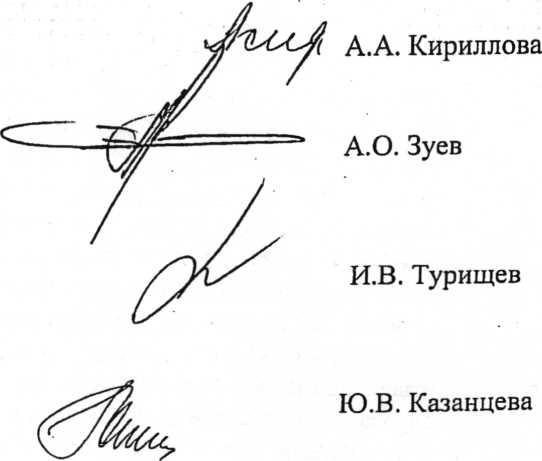 А.А. Кириллова
А.О. Зуев
И.В. Турищев
Ю.В. Казанцева